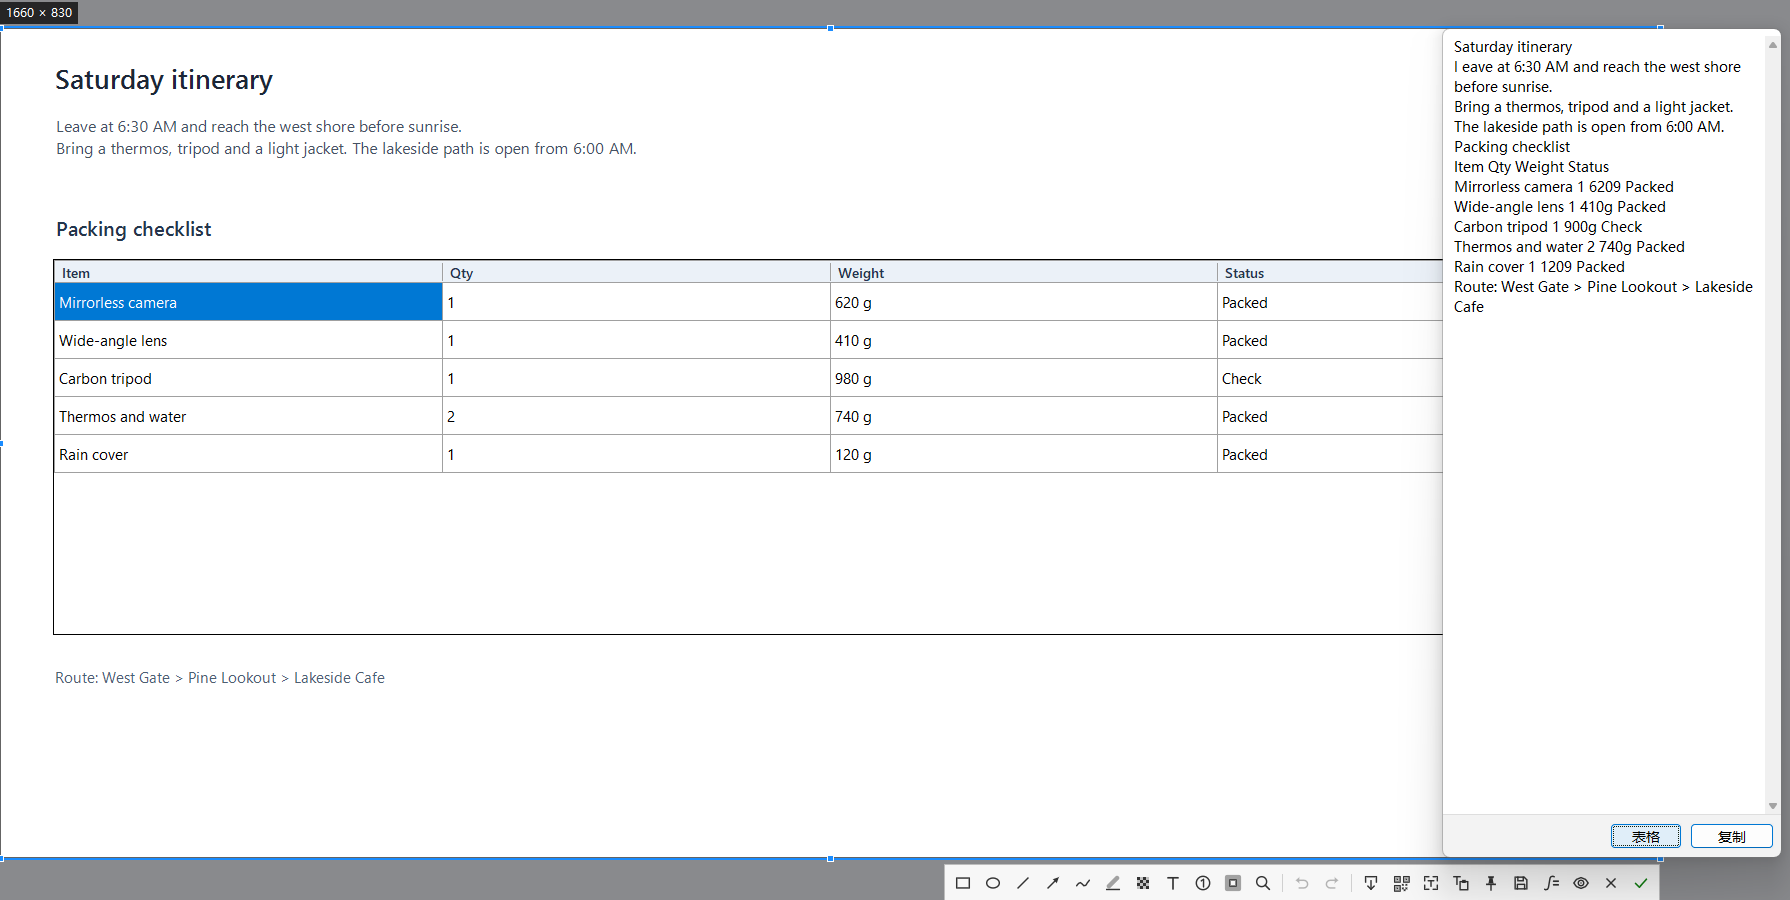 1660 × 830
Saturday itinerary
Leave at 6:30 AM and reach the west shore before sunrise.
Bring a thermos, tripod and a light jacket. The lakeside path is open from 6:00 AM.
Packing checklist
Item Qty Weight Status
Mirrorless camera 1 620 g Packed
Wide-angle lens 1 410 g Packed
Carbon tripod 1 980 g Check
Thermos and water 2 740 g Packed
Rain cover 1 120 g Packed
Route: West Gate > Pine Lookout > Lakeside Cafe
Saturday itinerary
I eave at 6:30 AM and reach the west shore
before sunrise.
Bring a thermos, tripod and a light jacket.
The lakeside path is open from 6:00 AM.
Packing checklist
Item Qty Weight Status
Mirrorless camera 1 6209 Packed
Wide-angle lens 1 410g Packed
Carbon tripod 1 900g Check
Thermos and water 2 740g Packed
Rain cover 1 1209 Packed
Route: West Gate > Pine Lookout > Lakeside
Cafe
表格 复制